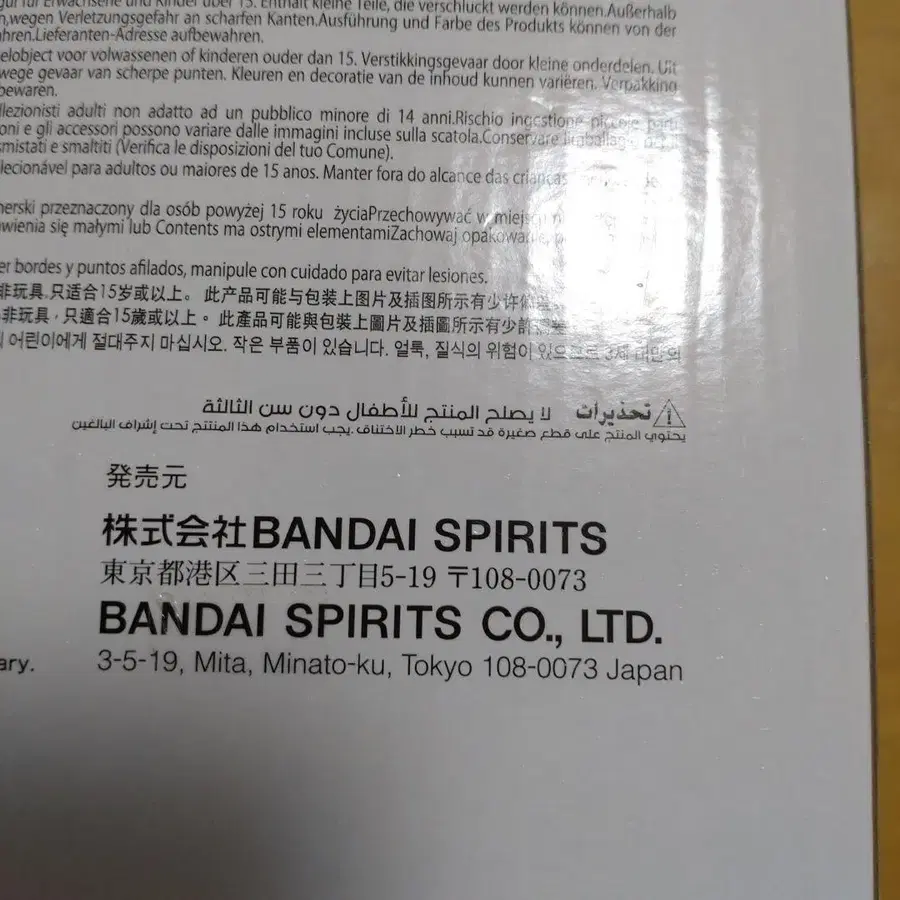 für Erwachsene und Kinder über 15. Enthält kleine Teile, die verschluckt werden können.Außerhalb
wegen Verletzungsgefahr an scharfen Kanten.Ausführung und Farbe des Produkts können von der
Lieferanten-Adresse aufbewahren.
voor volwassenen of kinderen ouder dan 15. Verstikkingsgevaar door kleine onderdelen. Uit
wege gevaar van scherpe punten. Kleuren en decoratie van de inhoud kunnen variëren. Verpakking
bewaren.
adulti non adatto ad un pubblico minore di 14 anni.Rischio ingestione piccole parti
oni e gli accessori possono variare dalle immagini incluse sulla scatola.Conservare
smistati e smaltiti (Verifica le disposizioni del tuo Comune).
lecionável para adultos ou maiores de 15 anos. Manter fora do alcance das crianças
nerski przeznaczony dla osób powyżej 15 roku życiaPrzechowywać w miejscu
wienia się małymi lub Contents ma ostrymi elementamiZachowaj opakowanie,
er bordes y puntos afilados, manipule con cuidado para evitar lesiones.
非玩具.只适合15岁或以上。 此产品可能与包装上图片及插图所示有少许
非玩具,只適合15歲或以上。 此產品可能與包裝上圖片及插圖所示有少許
어린이에게 절대주지 마십시오. 작은 부품이 있습니다. 얼룩, 질식의 위험이 있으므로 3세 미만의
تحذيرات لا يصلح المنتج للأطفال دون سن الثالثة
يحتوي المنتج على قطع صغيرة قد تسبب خطر الاختناق .يجب استخدام هذا المنتج تحت إشراف البالغين
発売元
株式会社BANDAI SPIRITS
東京都港区三田三丁目5-19 〒108-0073
BANDAI SPIRITS CO., LTD.
ary.
3-5-19, Mita, Minato-ku, Tokyo 108-0073 Japan